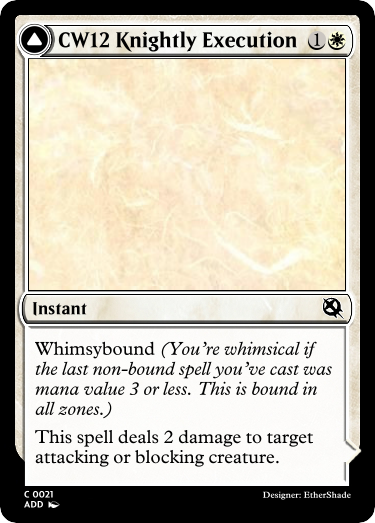 CW12 Knightly Execution 1
Instant
Whimsybound (You're whimsical if
the last non-bound spell you've cast was
mana value 3 or less. This is bound in
all zones.)
This spell deals 2 damage to target
attacking or blocking creature.
C 0021
ADD
Designer: EtherShade